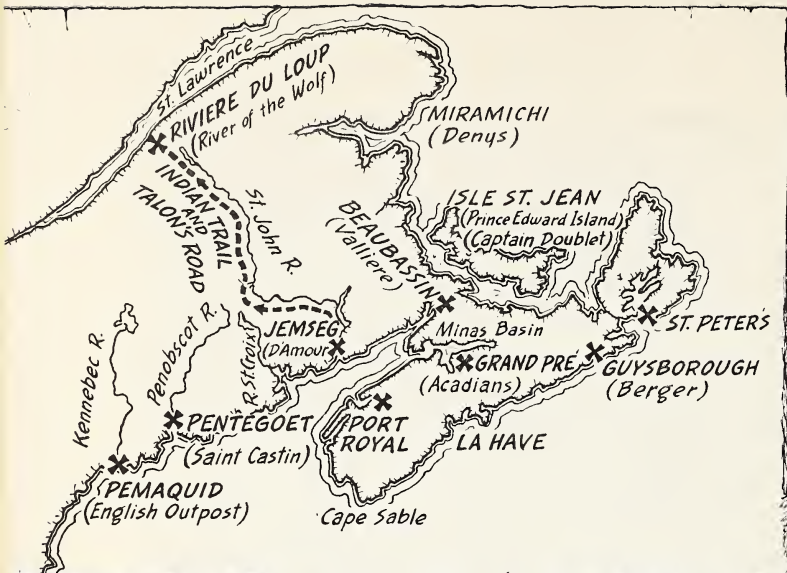 St. Lawrence
RIVIERE DU LOUP
(River of the Wolf)
INDIAN TRAIL
AND
TALON'S ROAD
St. John R.
MIRAMICHI
(Denys)
ISLE ST. JEAN
(Prince Edward Island)
(Captain Doublet)
BEAUBASSIN
(Valliere)
ST. PETER'S
Minas Basin
JEMSEG
(D'Amour)
R. St. Croix
Kennebec R.
Penobscot R.
GRAND PRÉ
(Acadians)
GUYSBOROUGH
(Berger)
PENTEGOET
(Saint Castin)
PORT
ROYAL
LA HAVE
PEMAQUID
(English Outpost)
Cape Sable